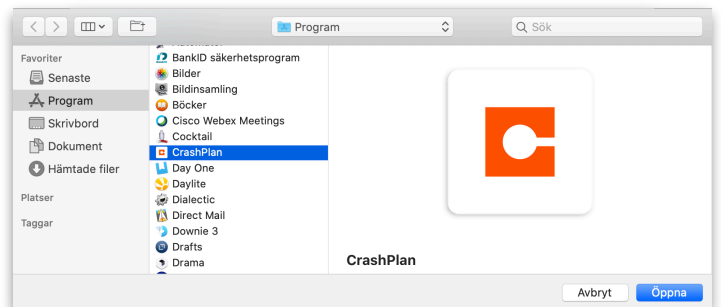 Program
Sök
Favoriter
Senaste
Program
Skrivbord
Dokument
Hämtade filer
Platser
Taggar
BankID säkerhetsprogram
Bilder
Bildinsamling
Böcker
Cisco Webex Meetings
Cocktail
CrashPlan
Day One
Daylite
Dialectic
Direct Mail
Downie 3
Drafts
Drama
CrashPlan
Avbryt
Öppna